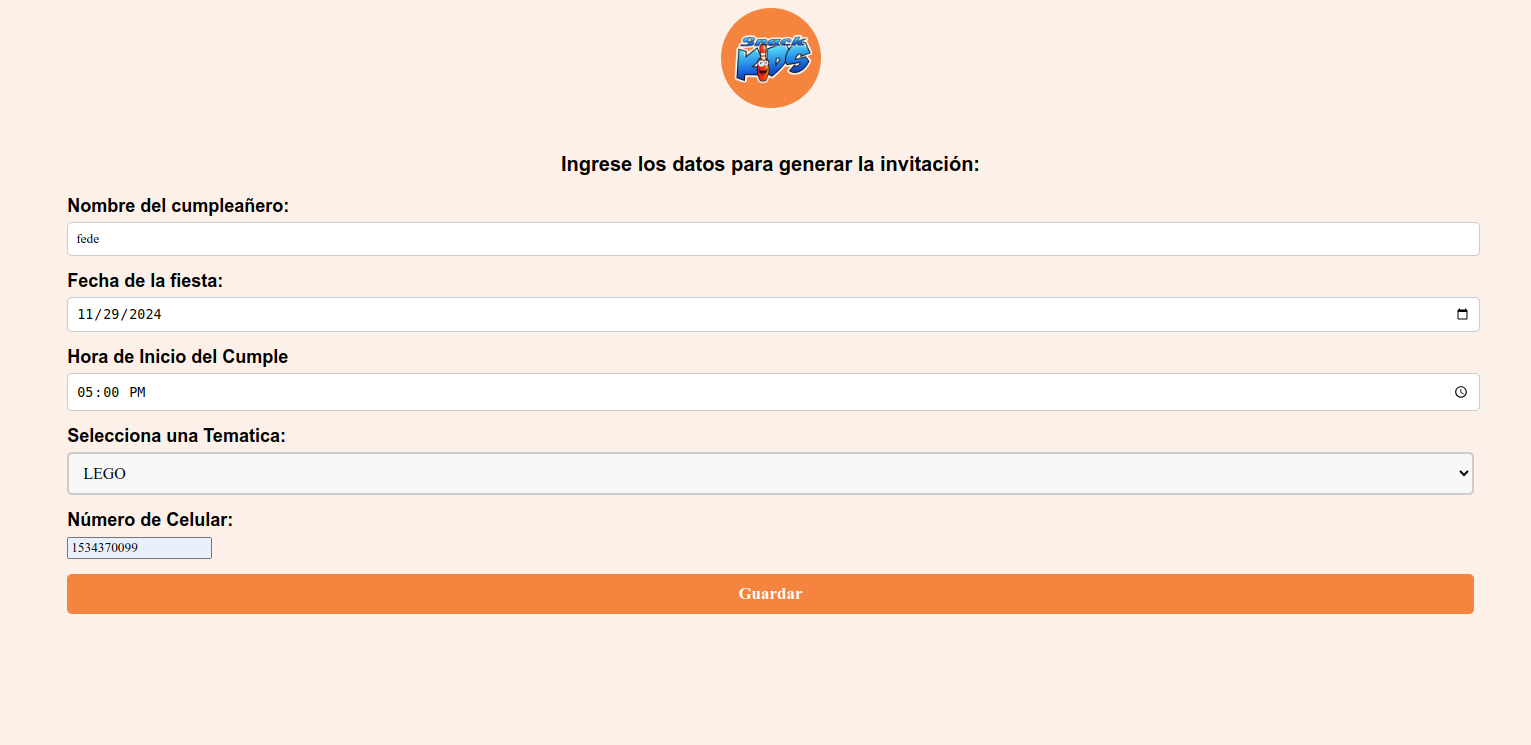 Snack
KIDS
Ingrese los datos para generar la invitación:
Nombre del cumpleañero:
fede
Fecha de la fiesta:
11/29/2024
Hora de Inicio del Cumple
05:00 PM
Selecciona una Tematica:
LEGO
Número de Celular:
1534370099
Guardar